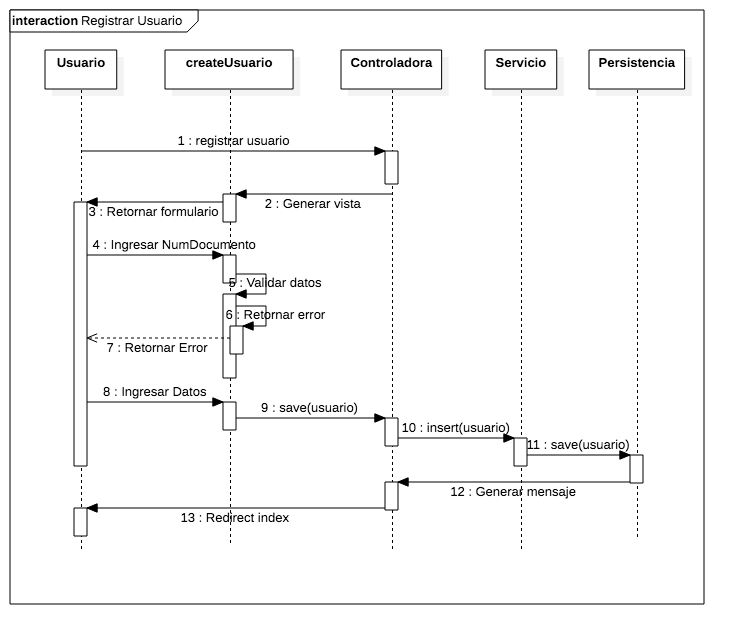 interaction Registrar Usuario
Usuario
createUsuario
Controladora
Servicio
Persistencia
1 : registrar usuario
2 : Generar vista
3 : Retornar formulario
4 : Ingresar NumDocumento
5 : Validar datos
6 : Retornar error
7 : Retornar Error
8 : Ingresar Datos
9 : save(usuario)
10 : insert(usuario)
11 : save(usuario)
12 : Generar mensaje
13 : Redirect index